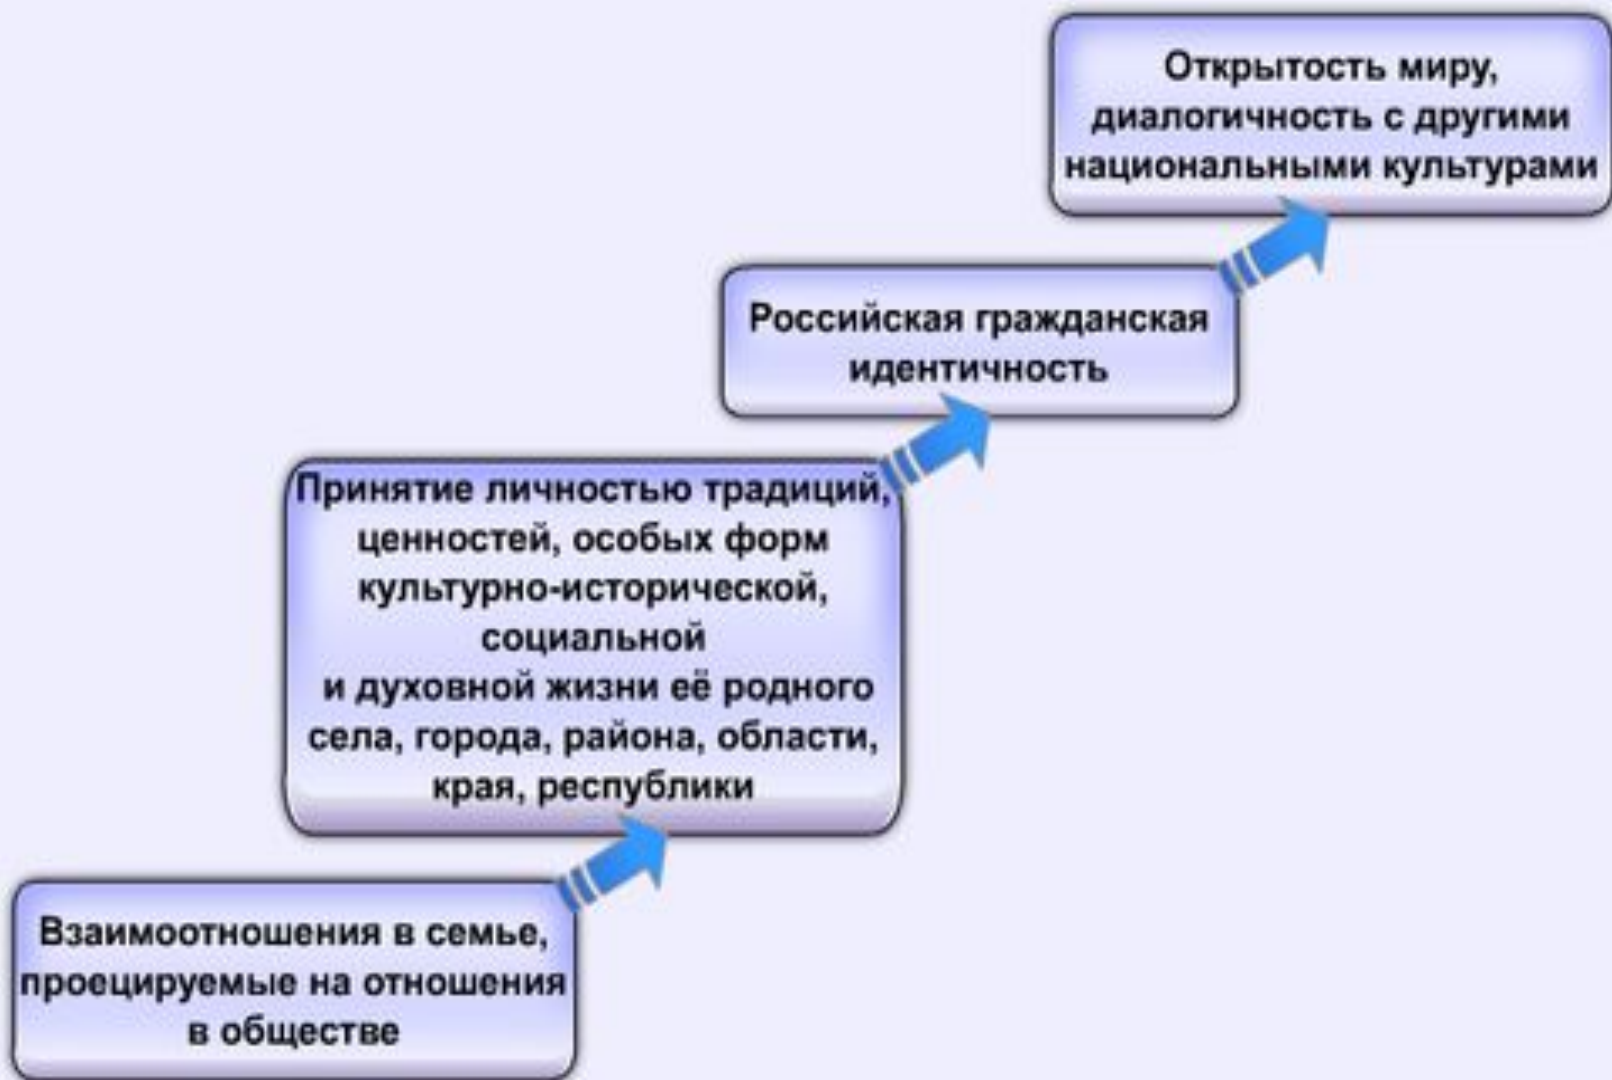 Открытость миру,
диалогичность с другими
национальными культурами
Российская гражданская
идентичность
Принятие личностью традиций,
ценностей, особых форм
культурно-исторической,
социальной
и духовной жизни её родного
села, города, района, области,
края, республики
Взаимоотношения в семье,
проецируемые на отношения
в обществе